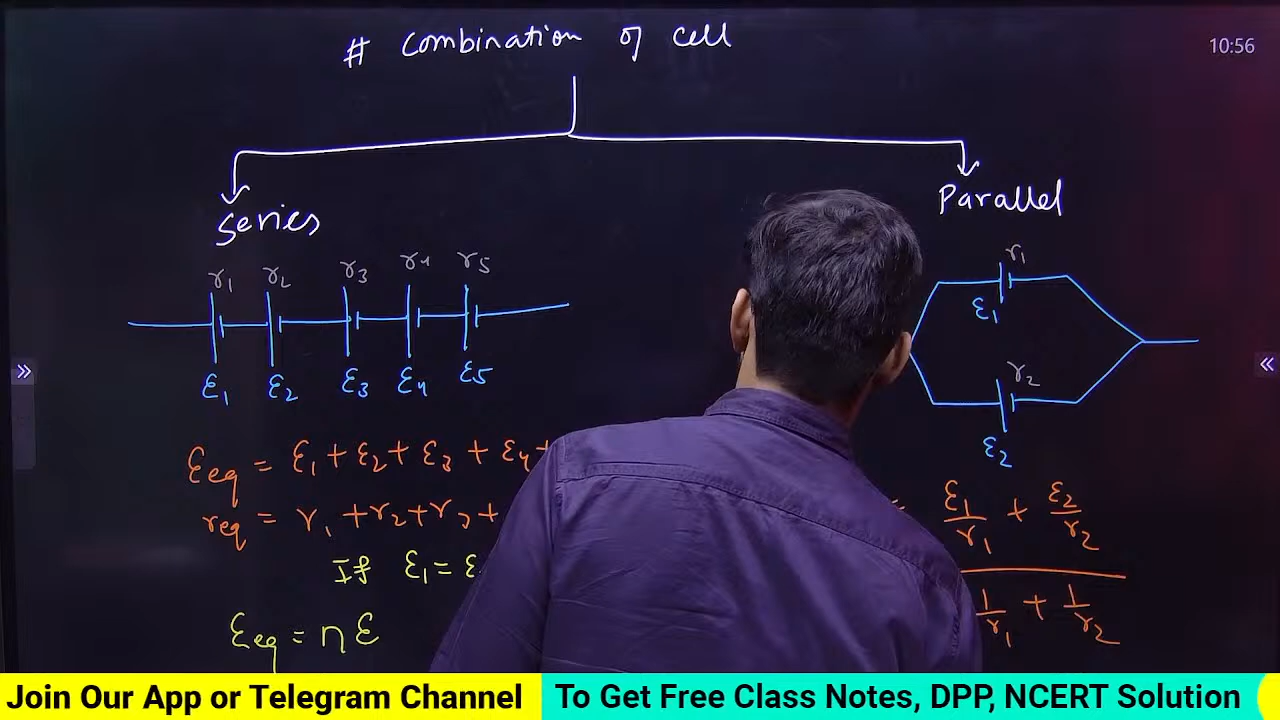 # Combination of Cell
10:56
Series
Parallel
r₁ r₂ r₃ r₄ r₅
ε₁ ε₂ ε₃ ε₄ ε₅
r₁
ε₁
r₂
ε₂
εeq = ε₁ + ε₂ + ε₃ + ε₄ +
req = r₁ + r₂ + r₃ +
If ε₁ = ε
εeq = nε
= ε₁/r₁ + ε₂/r₂
1/r₁ + 1/r₂
»
«
Join Our App or Telegram Channel
To Get Free Class Notes, DPP, NCERT Solution